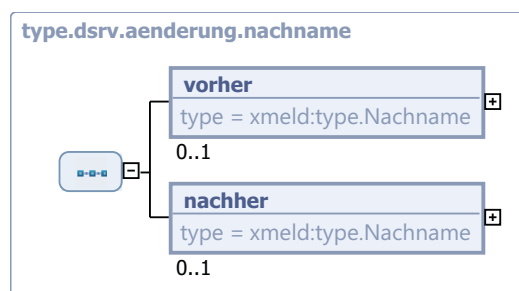 type.dsrv.aenderung.nachname
vorher
type = xmeld:type.Nachname
0..1
nachher
type = xmeld:type.Nachname
0..1